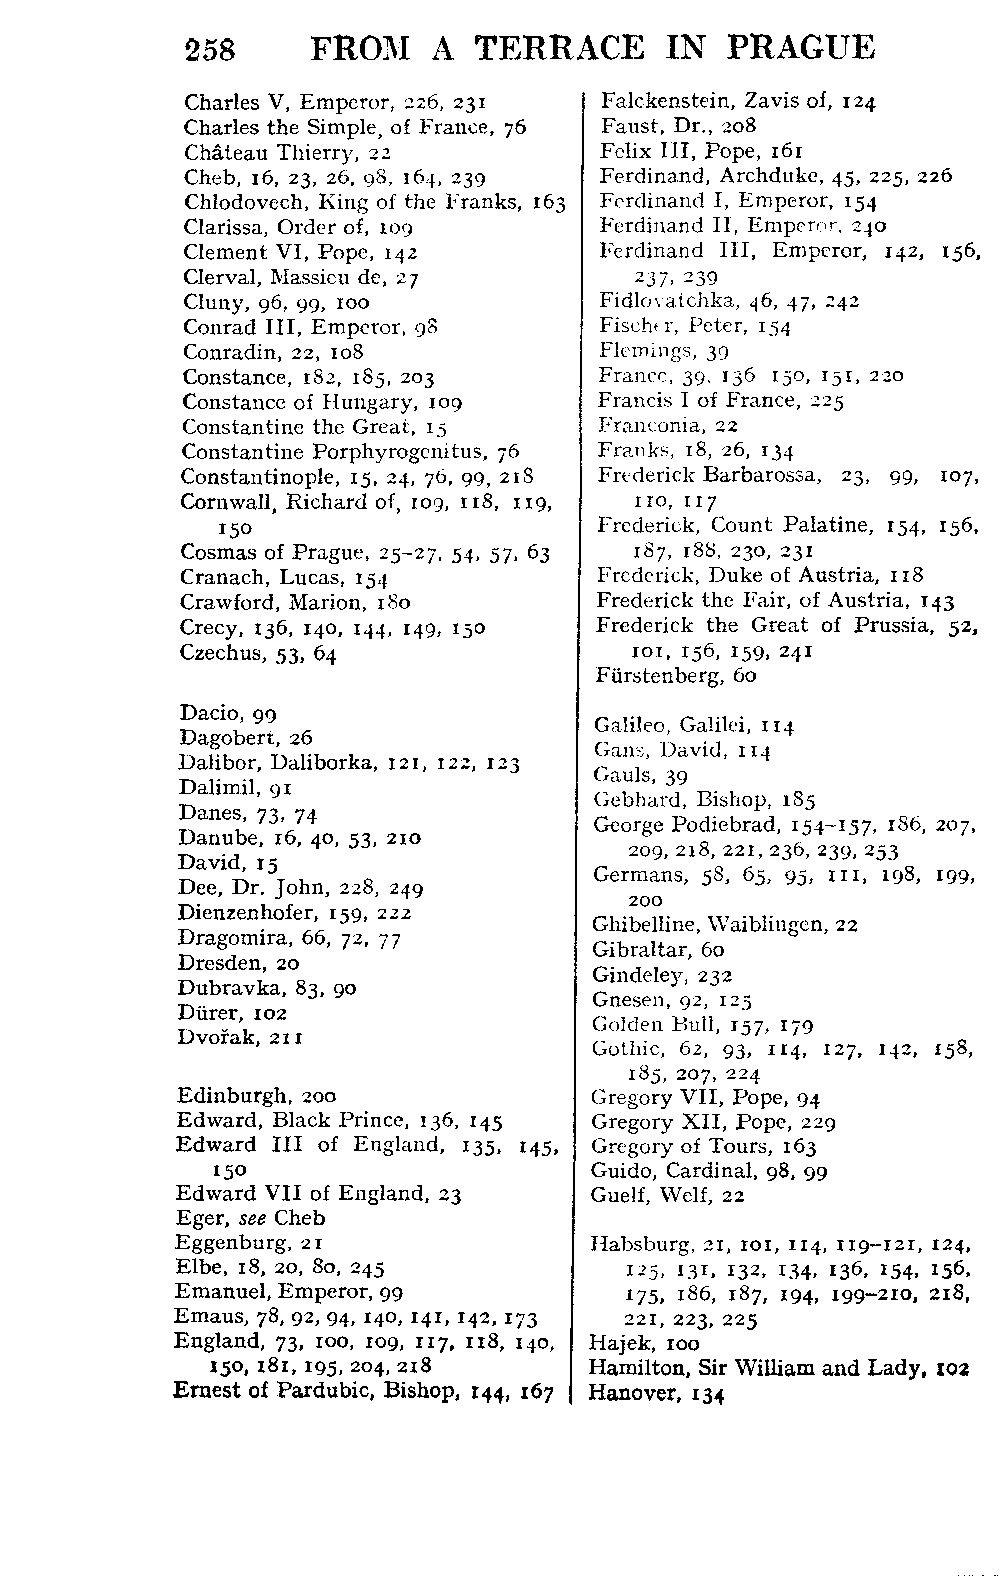 258 FROM A TERRACE IN PRAGUE
Charles V, Emperor, 226, 231
Charles the Simple, of France, 76
Château Thierry, 22
Cheb, 16, 23, 26, 98, 164, 239
Chlodovech, King of the Franks, 163
Clarissa, Order of, 109
Clement VI, Pope, 142
Clerval, Massieu de, 27
Cluny, 96, 99, 100
Conrad III, Emperor, 98
Conradin, 22, 108
Constance, 182, 185, 203
Constance of Hungary, 109
Constantine the Great, 15
Constantine Porphyrogenitus, 76
Constantinople, 15, 24, 76, 99, 218
Cornwall, Richard of, 109, 118, 119,
150
Cosmas of Prague, 25-27, 54, 57, 63
Cranach, Lucas, 154
Crawford, Marion, 180
Crecy, 136, 140, 144, 149, 150
Czechus, 53, 64
Dacio, 99
Dagobert, 26
Dalibor, Daliborka, 121, 122, 123
Dalimil, 91
Danes, 73, 74
Danube, 16, 40, 53, 210
David, 15
Dee, Dr. John, 228, 249
Dienzenhofer, 159, 222
Dragomira, 66, 72, 77
Dresden, 20
Dubravka, 83, 90
Dürer, 102
Dvořak, 211
Edinburgh, 200
Edward, Black Prince, 136, 145
Edward III of England, 135, 145,
150
Edward VII of England, 23
Eger, see Cheb
Eggenburg, 21
Elbe, 18, 20, 80, 245
Emanuel, Emperor, 99
Emaus, 78, 92, 94, 140, 141, 142, 173
England, 73, 100, 109, 117, 118, 140,
150, 181, 195, 204, 218
Ernest of Pardubic, Bishop, 144, 167
Falckenstein, Zavis of, 124
Faust, Dr., 208
Felix III, Pope, 161
Ferdinand, Archduke, 45, 225, 226
Ferdinand I, Emperor, 154
Ferdinand II, Emperor, 240
Ferdinand III, Emperor, 142, 156,
237, 239
Fidlovatchka, 46, 47, 242
Fischer, Peter, 154
Flemings, 39
France, 39, 136 150, 151, 220
Francis I of France, 225
Franconia, 22
Franks, 18, 26, 134
Frederick Barbarossa, 23, 99, 107,
110, 117
Frederick, Count Palatine, 154, 156,
187, 188, 230, 231
Frederick, Duke of Austria, 118
Frederick the Fair, of Austria, 143
Frederick the Great of Prussia, 52,
101, 156, 159, 241
Fürstenberg, 60
Galileo, Galilei, 114
Gans, David, 114
Gauls, 39
Gebhard, Bishop, 185
George Podiebrad, 154-157, 186, 207,
209, 218, 221, 236, 239, 253
Germans, 58, 65, 95, 111, 198, 199,
200
Ghibelline, Waiblingen, 22
Gibraltar, 60
Gindeley, 232
Gnesen, 92, 125
Golden Bull, 157, 179
Gothic, 62, 93, 114, 127, 142, 158,
185, 207, 224
Gregory VII, Pope, 94
Gregory XII, Pope, 229
Gregory of Tours, 163
Guido, Cardinal, 98, 99
Guelf, Welf, 22
Habsburg, 21, 101, 114, 119-121, 124,
125, 131, 132, 134, 136, 154, 156,
175, 186, 187, 194, 199-210, 218,
221, 223, 225
Hajek, 100
Hamilton, Sir William and Lady, 102
Hanover, 134